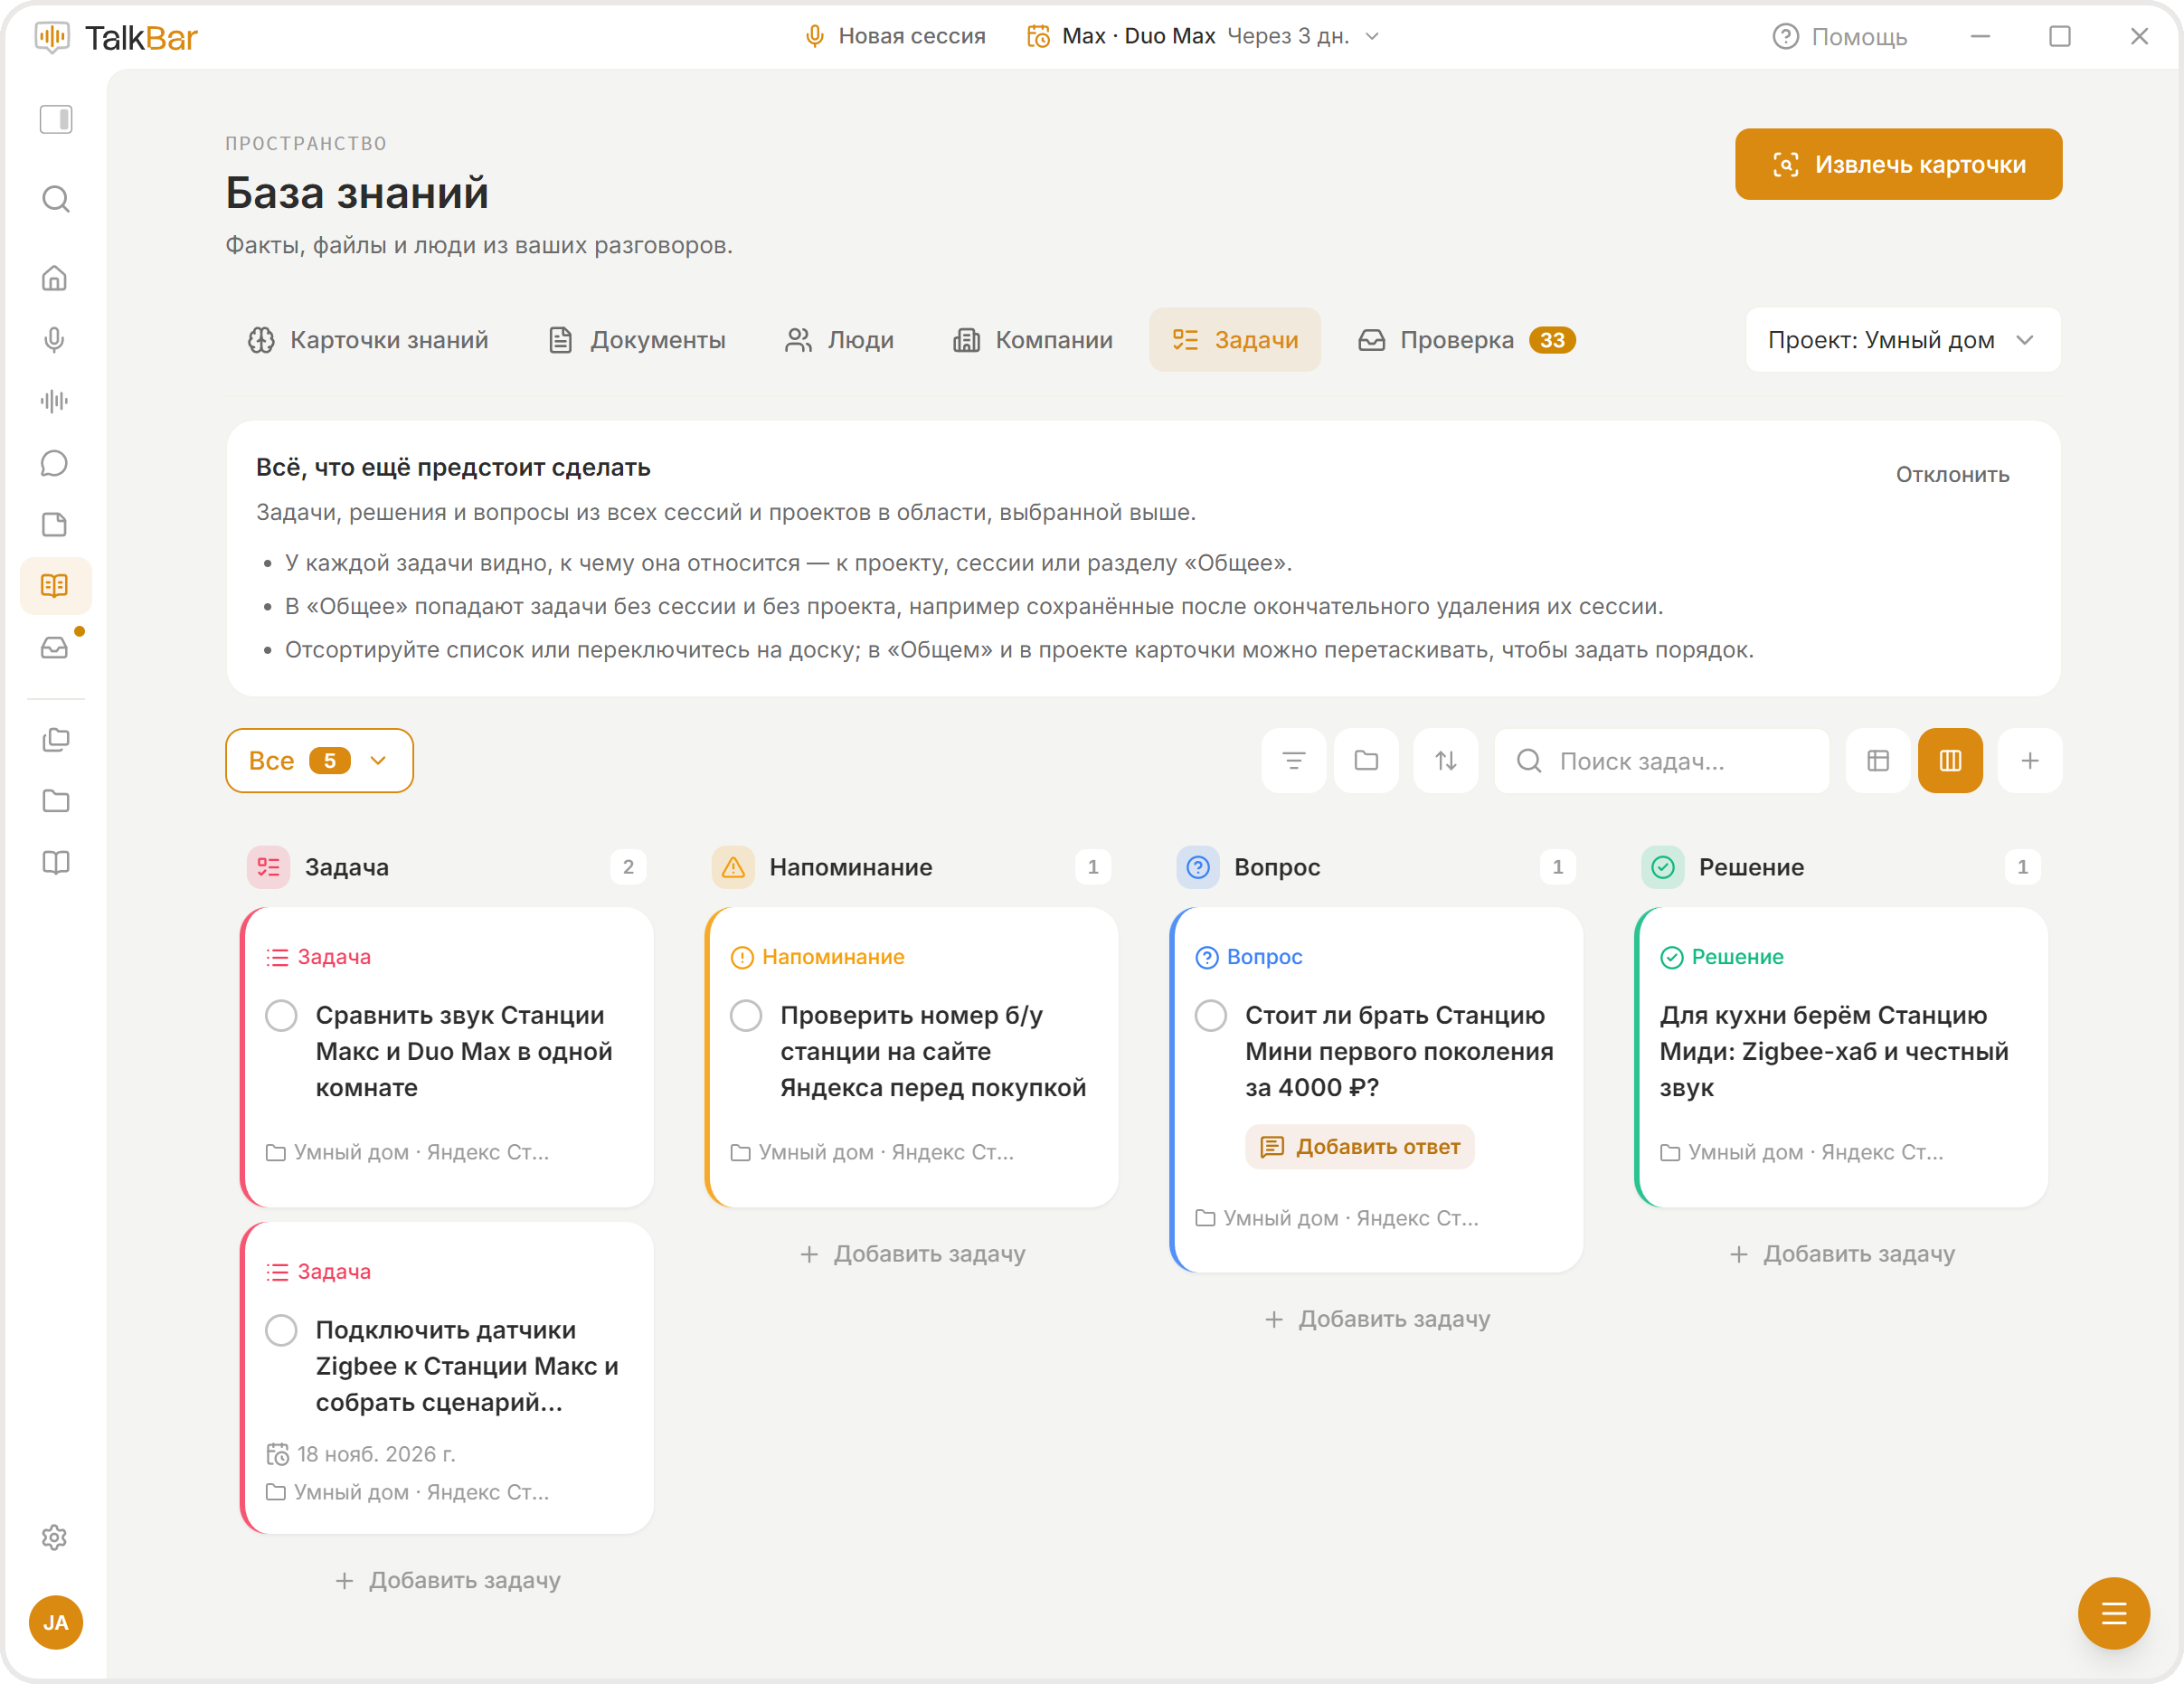 TalkBar
Новая сессия
Max · Duo Max Через 3 дн.
Помощь
ПРОСТРАНСТВО
База знаний
Факты, файлы и люди из ваших разговоров.
Извлечь карточки
Карточки знаний
Документы
Люди
Компании
Задачи
Проверка 33
Проект: Умный дом
Всё, что ещё предстоит сделать
Отклонить
Задачи, решения и вопросы из всех сессий и проектов в области, выбранной выше.
• У каждой задачи видно, к чему она относится — к проекту, сессии или разделу «Общее».
• В «Общее» попадают задачи без сессии и без проекта, например сохранённые после окончательного удаления их сессии.
• Отсортируйте список или переключитесь на доску; в «Общем» и в проекте карточки можно перетаскивать, чтобы задать порядок.
Все 5
Поиск задач...
Задача 2
Задача
Сравнить звук Станции
Макс и Duo Max в одной
комнате
Умный дом · Яндекс Ст...
Задача
Подключить датчики
Zigbee к Станции Макс и
собрать сценарий...
18 нояб. 2026 г.
Умный дом · Яндекс Ст...
+ Добавить задачу
Напоминание 1
Напоминание
Проверить номер б/у
станции на сайте
Яндекса перед покупкой
Умный дом · Яндекс Ст...
+ Добавить задачу
Вопрос 1
Вопрос
Стоит ли брать Станцию
Мини первого поколения
за 4000 ₽?
Добавить ответ
Умный дом · Яндекс Ст...
+ Добавить задачу
Решение 1
Решение
Для кухни берём Станцию
Миди: Zigbee-хаб и честный
звук
Умный дом · Яндекс Ст...
+ Добавить задачу
JA